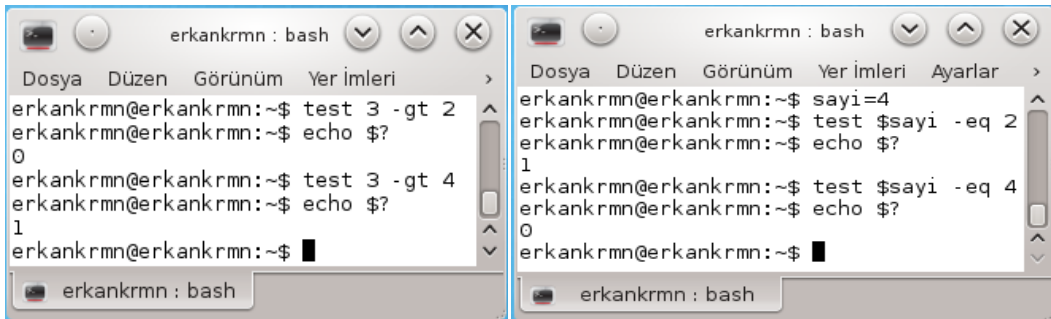 erkankrmn : bash
Dosya Düzen Görünüm Yer İmleri >
erkankrmn@erkankrmn:~$ test 3 -gt 2
erkankrmn@erkankrmn:~$ echo $?
0
erkankrmn@erkankrmn:~$ test 3 -gt 4
erkankrmn@erkankrmn:~$ echo $?
1
erkankrmn@erkankrmn:~$
erkankrmn : bash
erkankrmn : bash
Dosya Düzen Görünüm Yer İmleri Ayarlar >
erkankrmn@erkankrmn:~$ sayi=4
erkankrmn@erkankrmn:~$ test $sayi -eq 2
erkankrmn@erkankrmn:~$ echo $?
1
erkankrmn@erkankrmn:~$ test $sayi -eq 4
erkankrmn@erkankrmn:~$ echo $?
0
erkankrmn@erkankrmn:~$
erkankrmn : bash